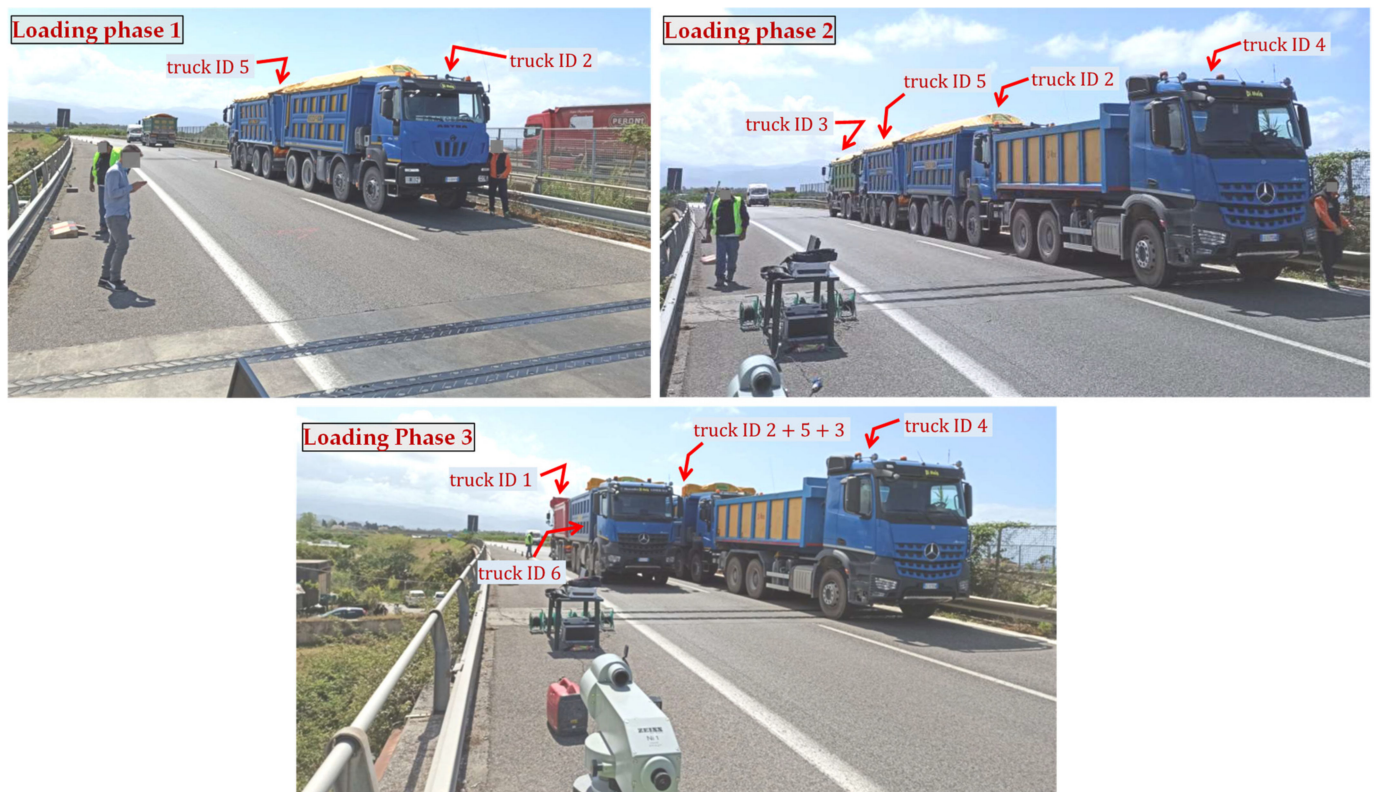 Loading phase 1
truck ID 5
truck ID 2
PERONI
Loading phase 2
truck ID 4
truck ID 5
truck ID 2
truck ID 3
Loading Phase 3
truck ID 2 + 5 + 3
truck ID 4
truck ID 1
truck ID 6
ZEISS